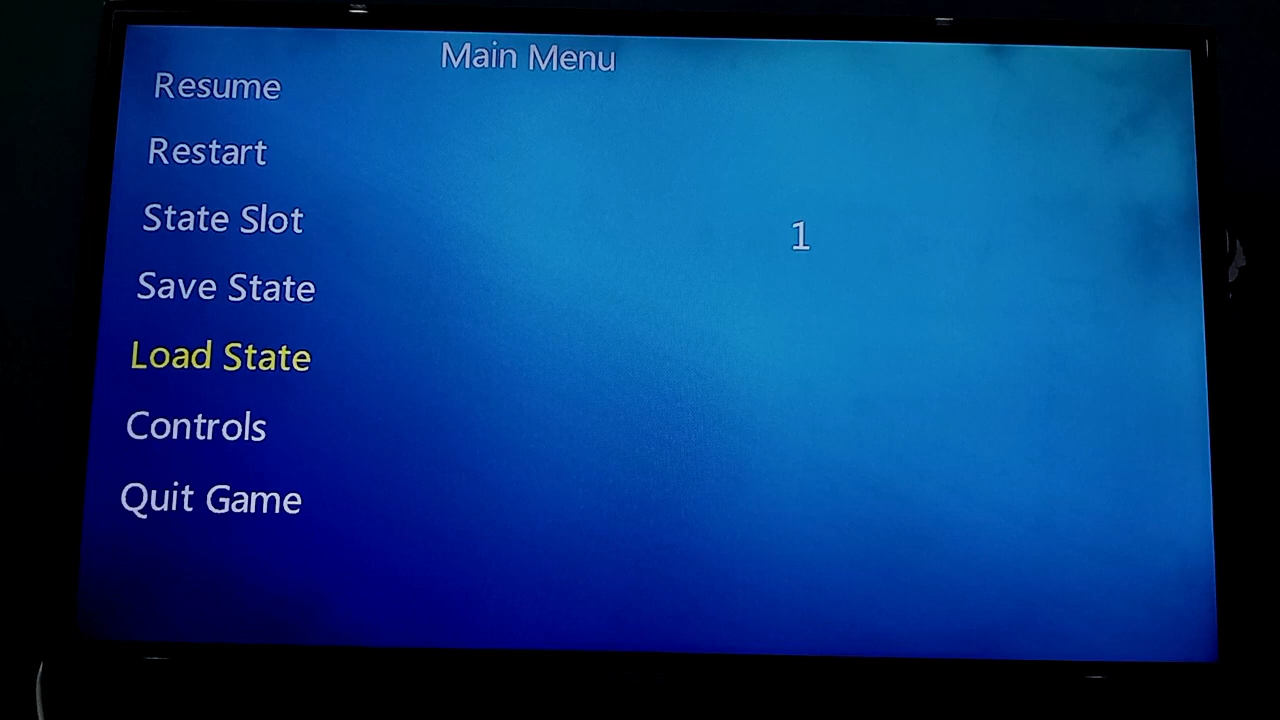 Main Menu
Resume
Restart
State Slot 1
Save State
Load State
Controls
Quit Game